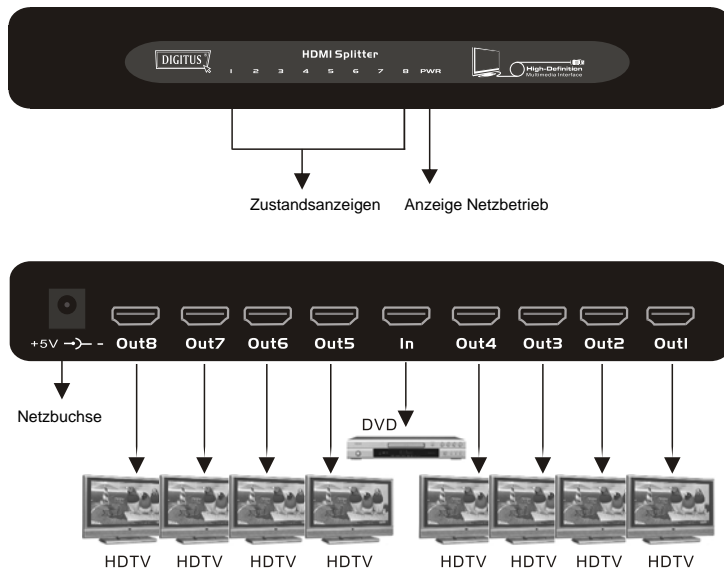 DIGITUS
HDMI Splitter
1 2 3 4 5 6 7 8 PWR
High-Definition
Multimedia Interface
Zustandsanzeigen Anzeige Netzbetrieb
+5V - Out8 Out7 Out6 Out5 In Out4 Out3 Out2 Out1
Netzbuchse
DVD
HDTV HDTV HDTV HDTV HDTV HDTV HDTV HDTV